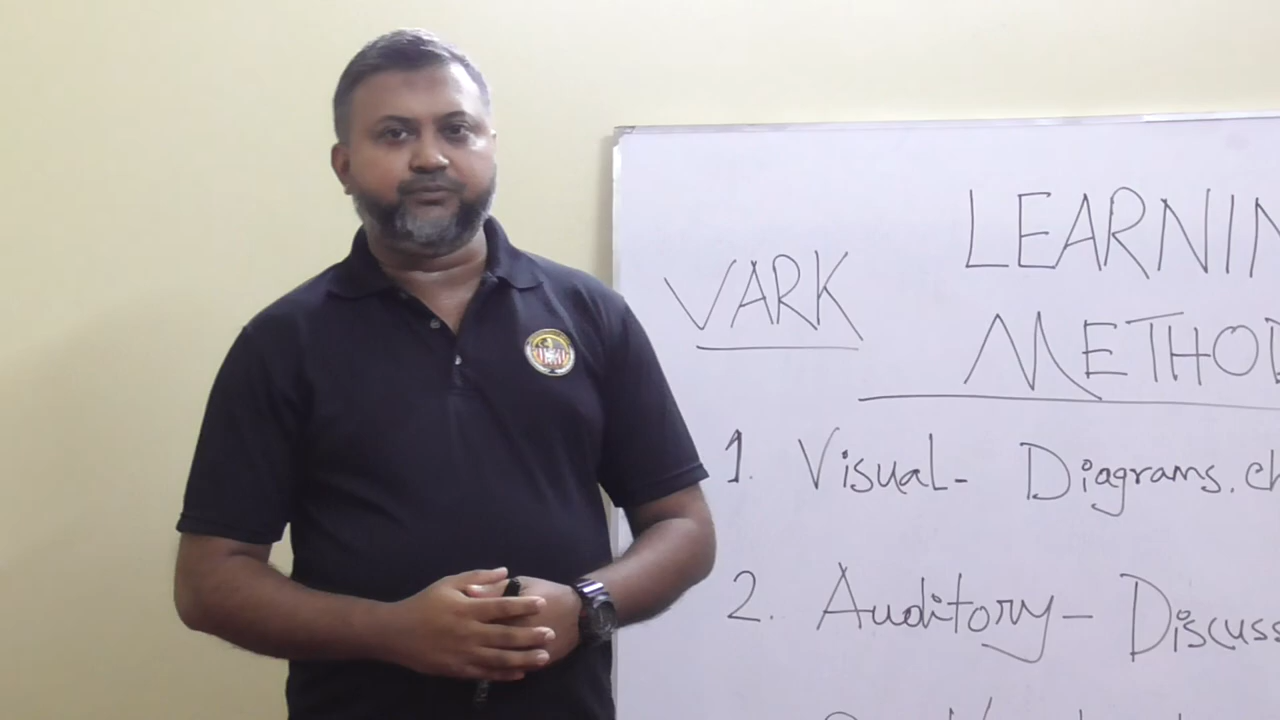 LEARNIN
VARK
METHOD
1. Visual- Diagrams. ch
2. Auditory- Discuss